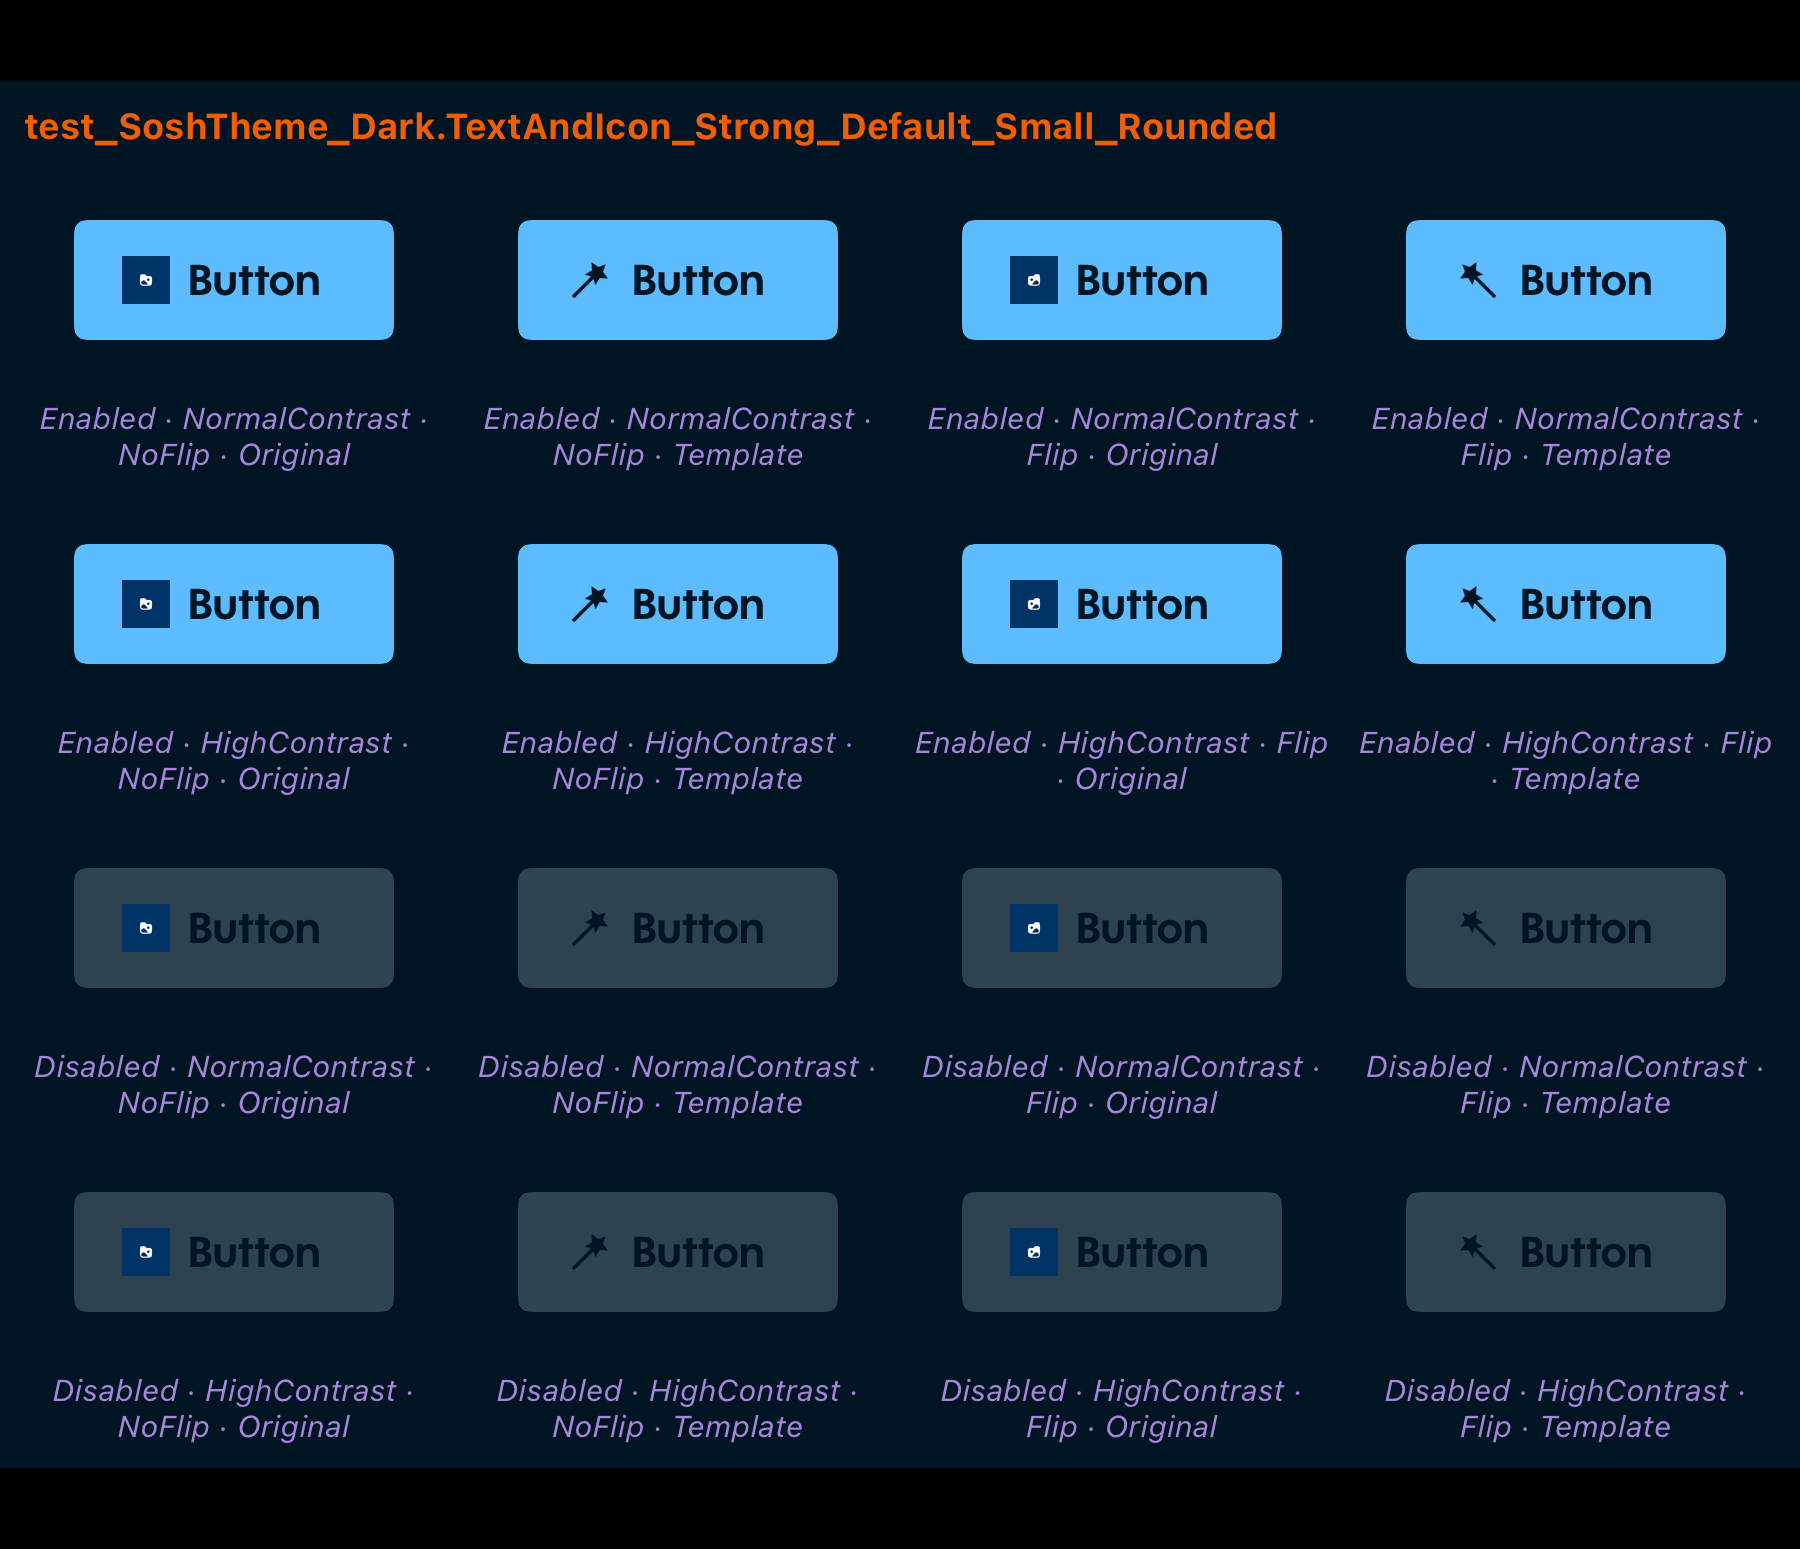 test_SoshTheme_Dark.TextAndIcon_Strong_Default_Small_Rounded
Button Button Button Button
Enabled · NormalContrast · Enabled · NormalContrast · Enabled · NormalContrast · Enabled · NormalContrast ·
NoFlip · Original NoFlip · Template Flip · Original Flip · Template
Button Button Button Button
Enabled · HighContrast · Enabled · HighContrast · Enabled · HighContrast · Flip Enabled · HighContrast · Flip
NoFlip · Original NoFlip · Template · Original · Template
Button Button Button Button
Disabled · NormalContrast · Disabled · NormalContrast · Disabled · NormalContrast · Disabled · NormalContrast ·
NoFlip · Original NoFlip · Template Flip · Original Flip · Template
Button Button Button Button
Disabled · HighContrast · Disabled · HighContrast · Disabled · HighContrast · Disabled · HighContrast ·
NoFlip · Original NoFlip · Template Flip · Original Flip · Template